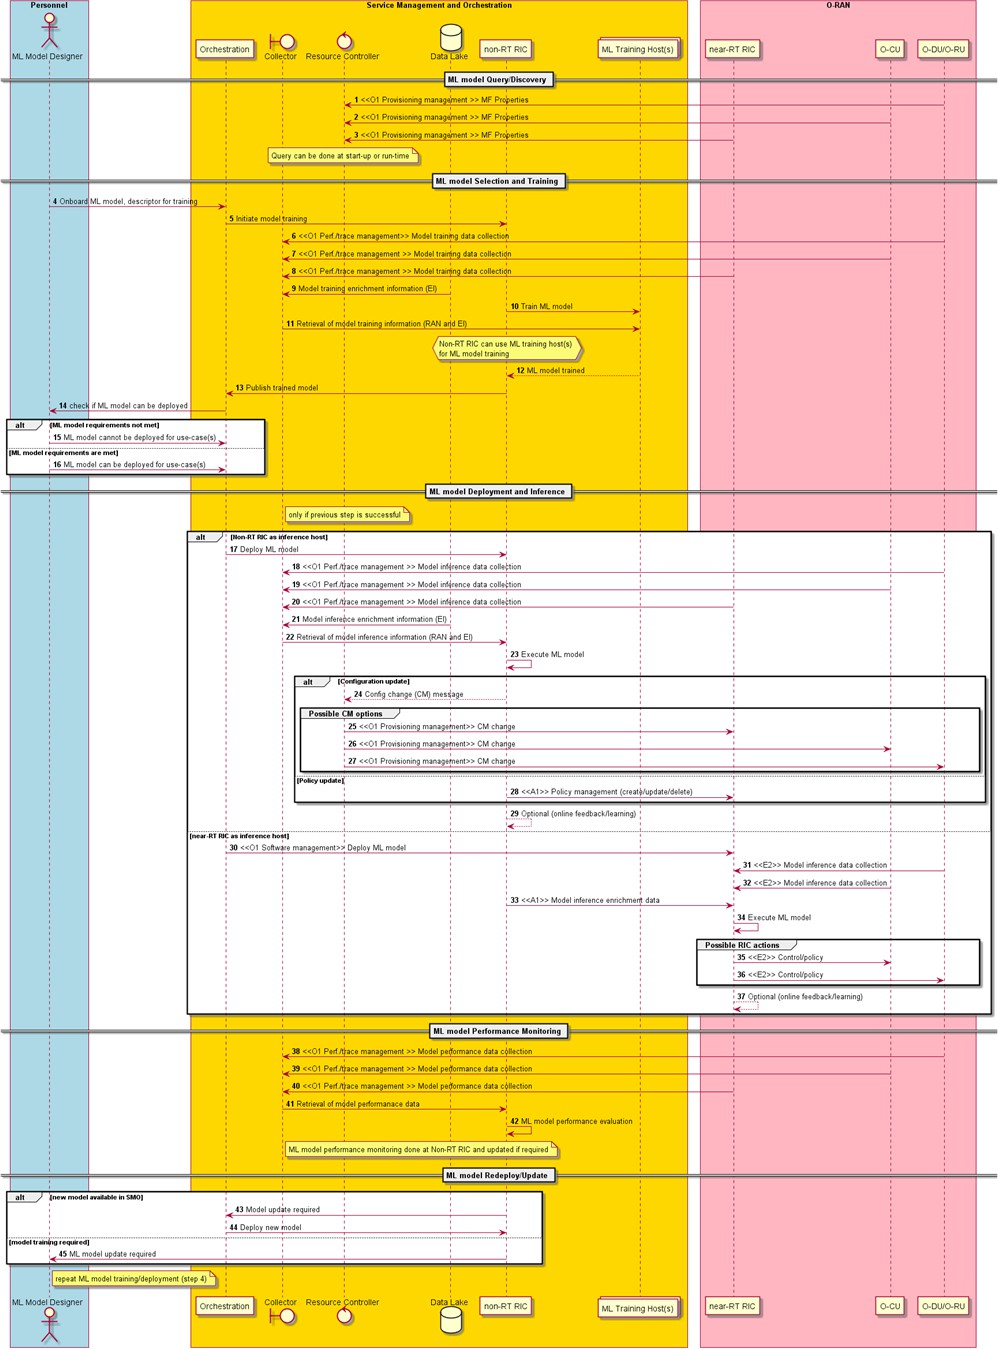 Personnel
Service Management and Orchestration
O-RAN
ML Model Designer
Orchestration
Collector
Resource Controller
Data Lake
non-RT RIC
ML Training Host(s)
near-RT RIC
O-CU
O-DU/O-RU
ML model Query/Discovery
1 <<O1 Provisioning management >> MF Properties
2 <<O1 Provisioning management >> MF Properties
3 <<O1 Provisioning management >> MF Properties
Query can be done at start-up or run-time
ML model Selection and Training
4 Onboard ML model, descriptor for training
5 Initiate model training
6 <<O1 Perf./trace management>> Model training data collection
7 <<O1 Perf./trace management >> Model training data collection
8 <<O1 Perf./trace management >> Model training data collection
9 Model training enrichment information (EI)
10 Train ML model
11 Retrieval of model training information (RAN and EI)
Non-RT RIC can use ML training host(s)
for ML model training
12 ML model trained
13 Publish trained model
14 check if ML model can be deployed
alt [ML model requirements not met]
15 ML model cannot be deployed for use-case(s)
[ML model requirements are met]
16 ML model can be deployed for use-case(s)
ML model Deployment and Inference
only if previous step is successful
alt [Non-RT RIC as inference host]
17 Deploy ML model
18 <<O1 Perf./trace management >> Model inference data collection
19 <<O1 Perf./trace management >> Model inference data collection
20 <<O1 Perf./trace management >> Model inference data collection
21 Model inference enrichment information (EI)
22 Retrieval of model inference information (RAN and EI)
23 Execute ML model
alt [Configuration update]
24 Config change (CM) message
Possible CM options
25 <<O1 Provisioning management>> CM change
26 <<O1 Provisioning management>> CM change
27 <<O1 Provisioning management>> CM change
[Policy update]
28 <<A1>> Policy management (create/update/delete)
29 Optional (online feedback/learning)
[near-RT RIC as inference host]
30 <<O1 Software management>> Deploy ML model
31 <<E2>> Model inference data collection
32 <<E2>> Model inference data collection
33 <<A1>> Model inference enrichment data
34 Execute ML model
Possible RIC actions
35 <<E2>> Control/policy
36 <<E2>> Control/policy
37 Optional (online feedback/learning)
ML model Performance Monitoring
38 <<O1 Perf./trace management >> Model performance data collection
39 <<O1 Perf./trace management >> Model performance data collection
40 <<O1 Perf./trace management >> Model performance data collection
41 Retrieval of model performanace data
42 ML model performance evaluation
ML model performance monitoring done at Non-RT RIC and updated if required
ML model Redeploy/Update
alt [new model available in SMO]
43 Model update required
44 Deploy new model
[model training required]
45 ML model update required
repeat ML model training/deployment (step 4)
ML Model Designer
Orchestration
Collector
Resource Controller
Data Lake
non-RT RIC
ML Training Host(s)
near-RT RIC
O-CU
O-DU/O-RU